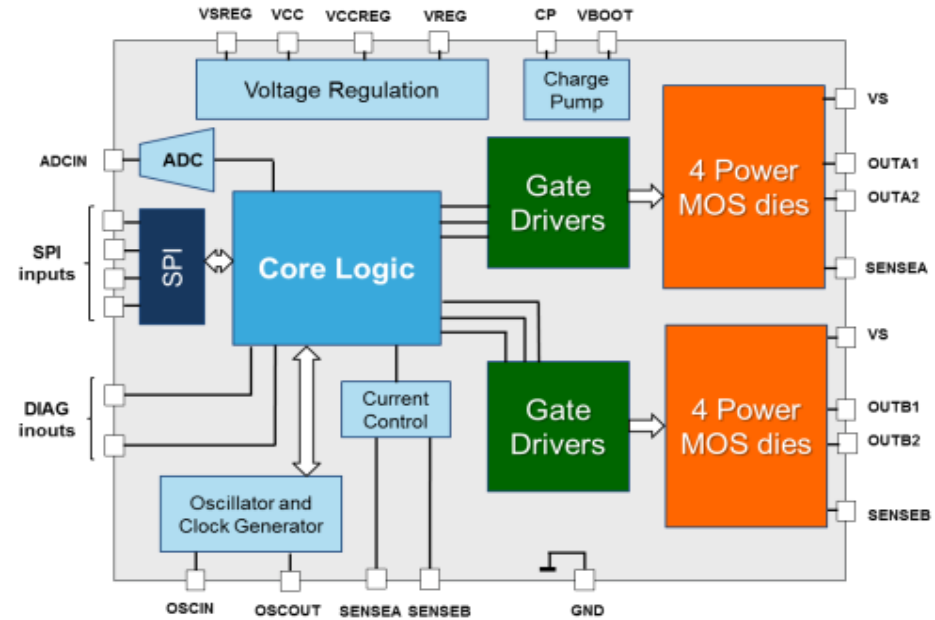 VSREG
VCC
VCCREG
VREG
CP
VBOOT
Voltage Regulation
Charge
Pump
VS
ADCIN
ADC
OUTA1
Gate
Drivers
4 Power
MOS dies
OUTA2
SPI
inputs
SPI
Core Logic
SENSEA
VS
DIAG
inouts
Current
Control
Gate
Drivers
4 Power
MOS dies
OUTB1
OUTB2
Oscillator and
Clock Generator
SENSEB
OSCIN
OSCOUT
SENSEA
SENSEB
GND